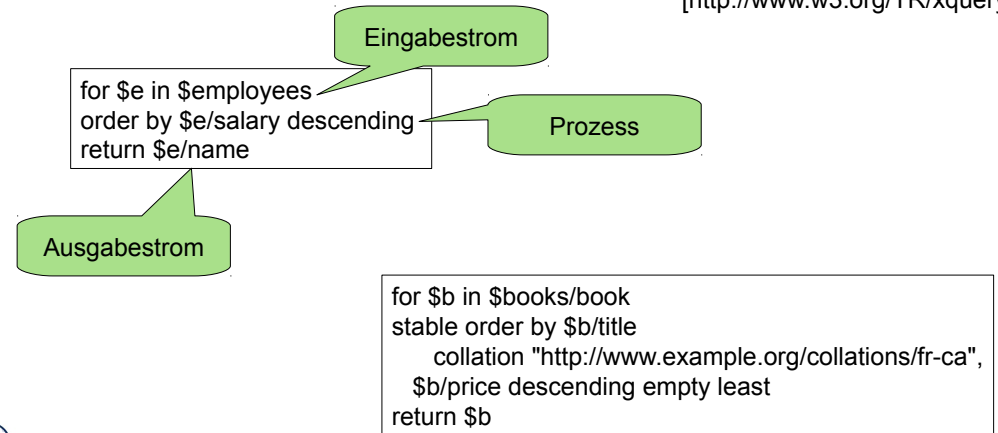 [http://www.w3.org/TR/xquery
Eingabestrom
for $e in $employees
order by $e/salary descending
return $e/name
Prozess
Ausgabestrom
for $b in $books/book
stable order by $b/title
collation "http://www.example.org/collations/fr-ca",
$b/price descending empty least
return $b